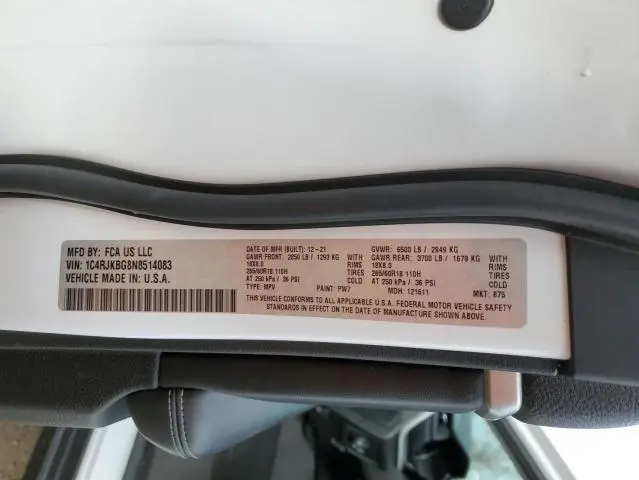 MFD BY: FCA US LLC
VIN: 1C4RJKBG8N8514083
VEHICLE MADE IN: U.S.A.
DATE OF MFR (BUILT): 12-21
GAWR FRONT: 2850 LB / 1293 KG WITH
18X8.0 RIMS
265/60R18 110H TIRES
AT 250 kPa / 36 PSI COLD
TYPE: MPV PAINT: PW7
GVWR: 6500 LB / 2949 KG
GAWR REAR: 3700 LB / 1679 KG WITH
18X8.0 RIMS
265/60R18 110H TIRES
AT 250 kPa / 36 PSI COLD
MDH: 121611 MKT: 875
THIS VEHICLE CONFORMS TO ALL APPLICABLE U.S.A. FEDERAL MOTOR VEHICLE SAFETY
STANDARDS IN EFFECT ON THE DATE OF MANUFACTURE SHOWN ABOVE.